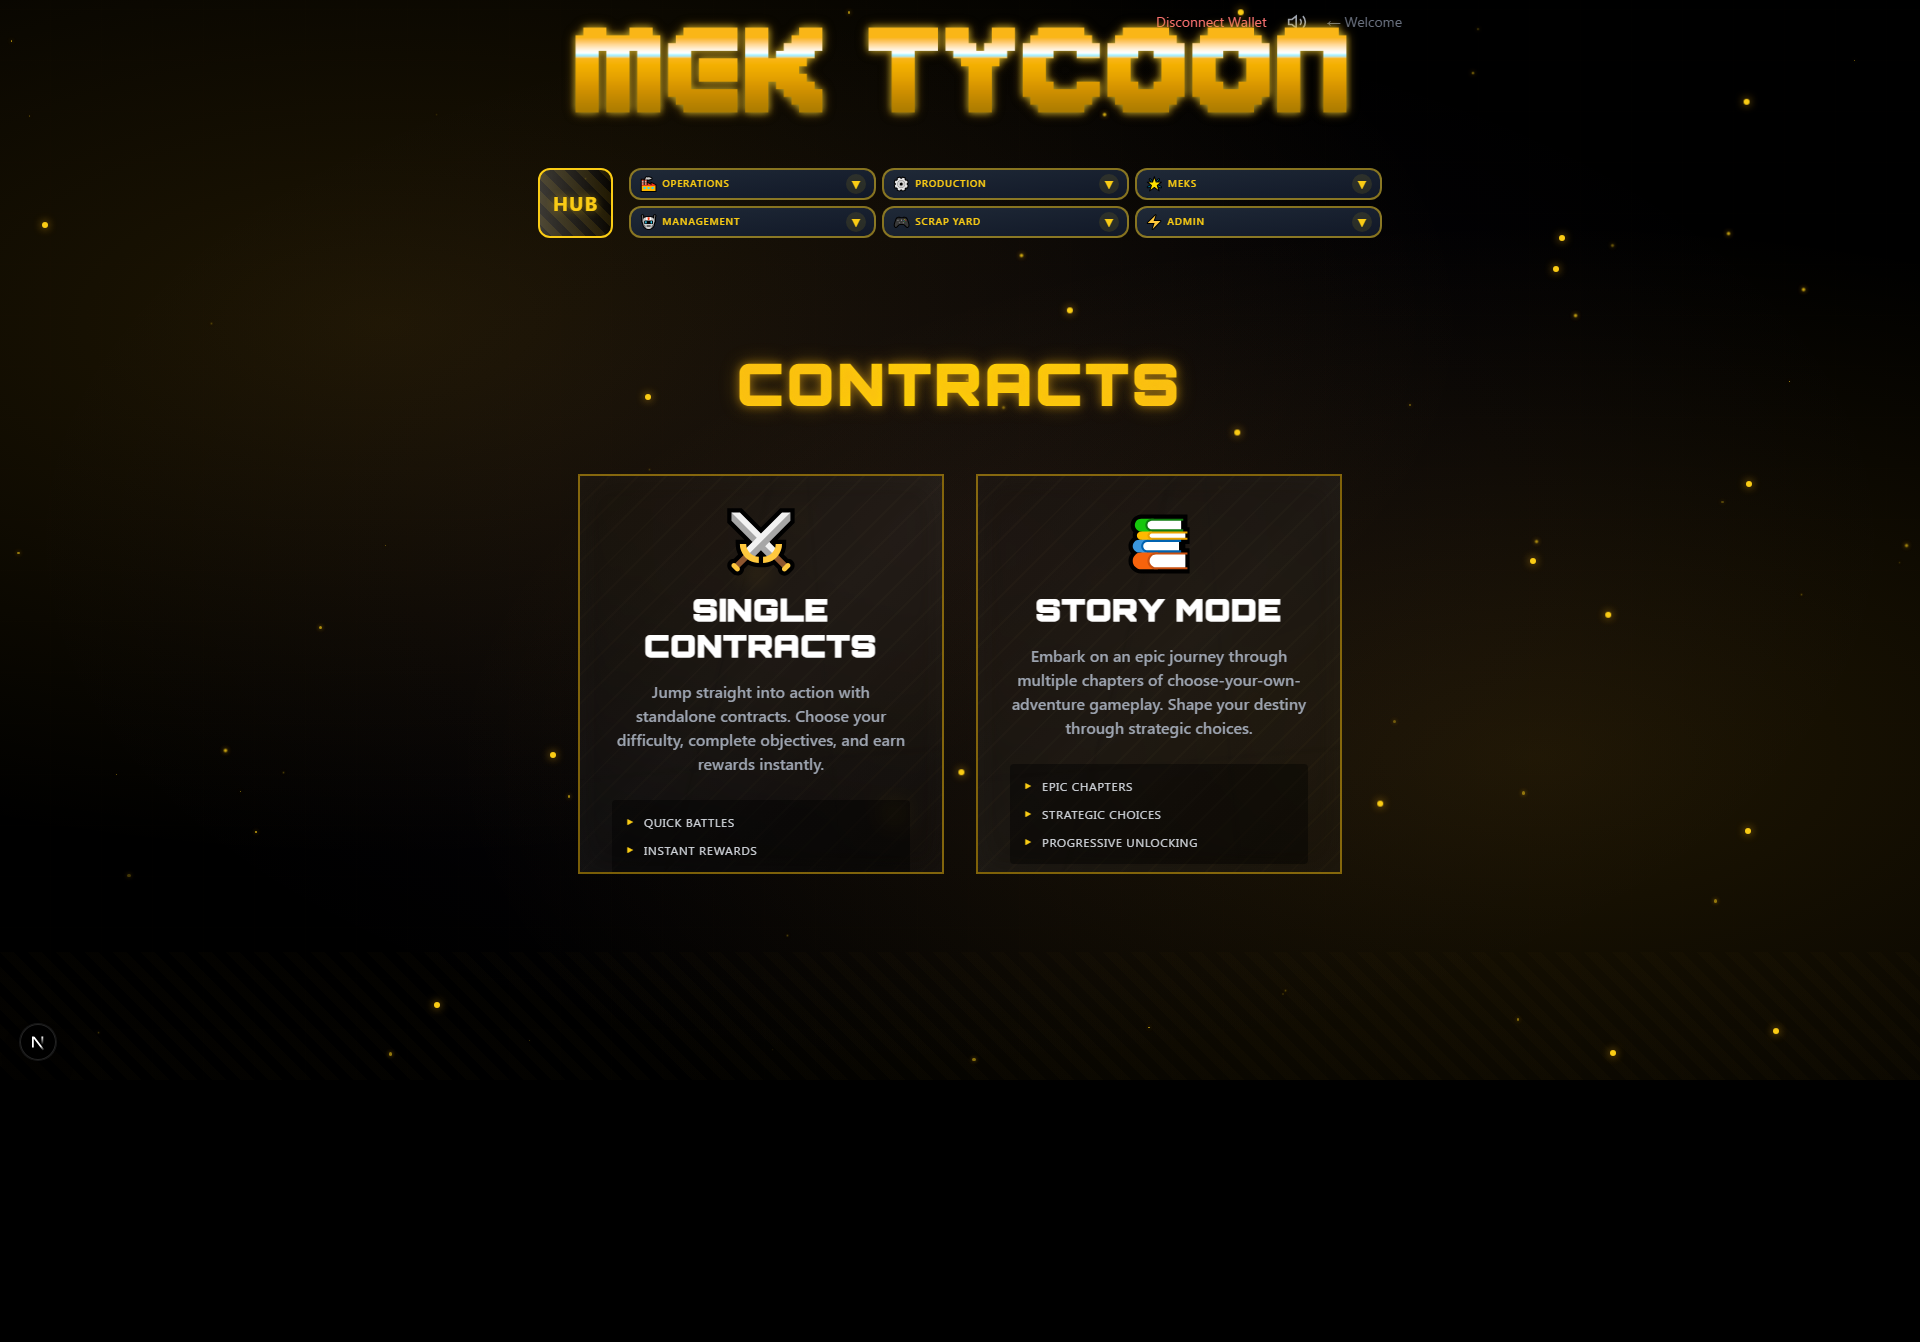 Disconnect Wallet
← Welcome
MEK TYCOON
HUB
OPERATIONS
PRODUCTION
MEKS
MANAGEMENT
SCRAP YARD
ADMIN
CONTRACTS
SINGLE
CONTRACTS
Jump straight into action with
standalone contracts. Choose your
difficulty, complete objectives, and earn
rewards instantly.
► QUICK BATTLES
► INSTANT REWARDS
STORY MODE
Embark on an epic journey through
multiple chapters of choose-your-own-
adventure gameplay. Shape your destiny
through strategic choices.
► EPIC CHAPTERS
► STRATEGIC CHOICES
► PROGRESSIVE UNLOCKING
N